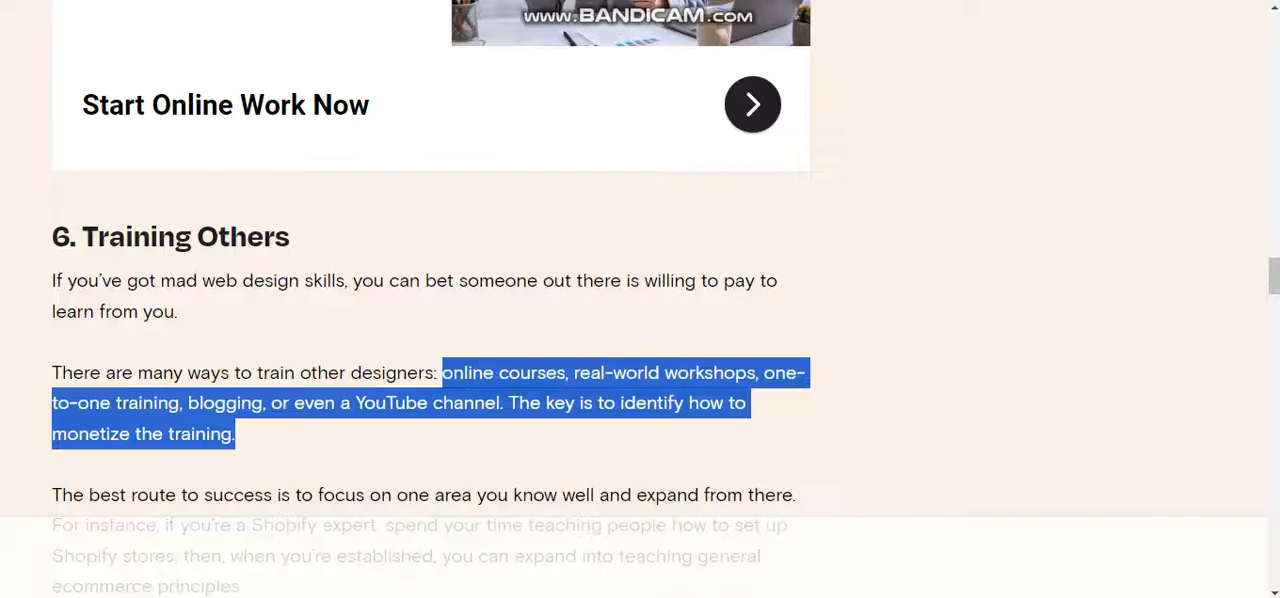 www.BANDICAM.COM
Start Online Work Now
6. Training Others
If you've got mad web design skills, you can bet someone out there is willing to pay to
learn from you.
There are many ways to train other designers: online courses, real-world workshops, one-
to-one training, blogging, or even a YouTube channel. The key is to identify how to
monetize the training.
The best route to success is to focus on one area you know well and expand from there.
For instance, if you're a Shopify expert, spend your time teaching people how to set up
Shopify stores; then, when you're established, you can expand into teaching general
ecommerce principles.